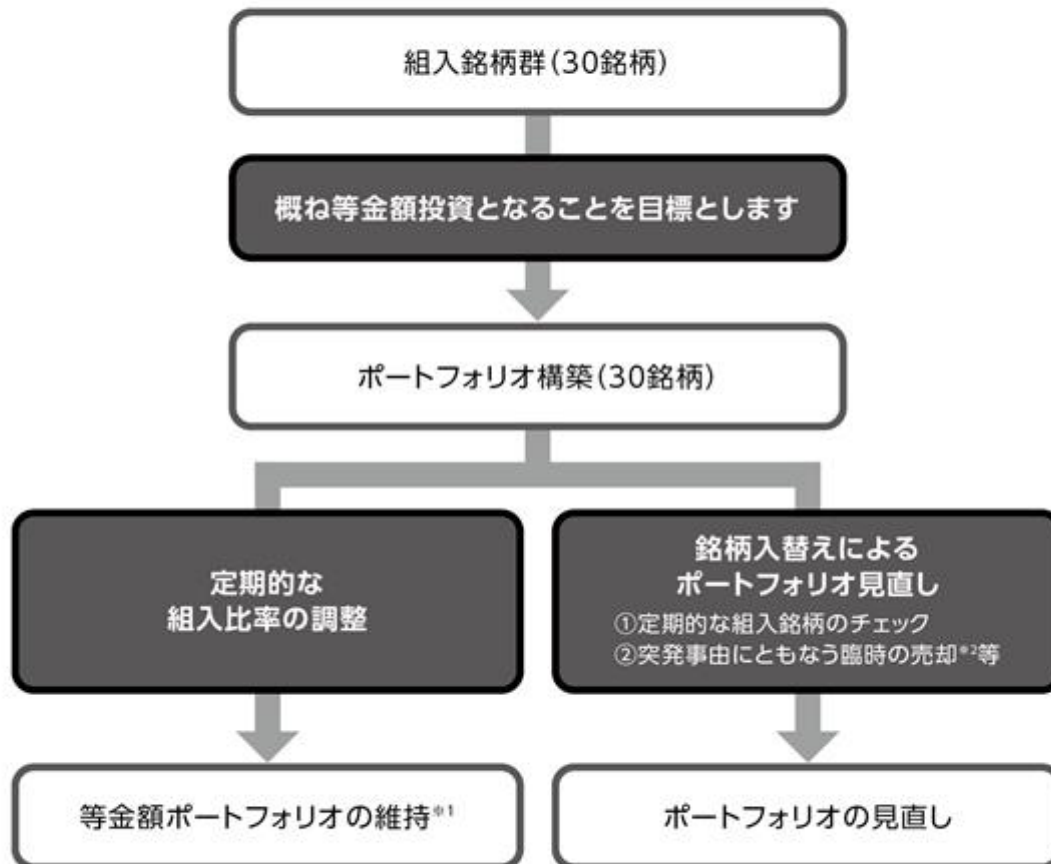 組入銘柄群(30銘柄)
概ね等金額投資となることを目標とします
ポートフォリオ構築(30銘柄)
定期的な
組入比率の調整
銘柄入替えによる
ポートフォリオ見直し
①定期的な組入銘柄のチェック
②突発事由にともなう臨時の売却※2等
等金額ポートフォリオの維持※1
ポートフォリオの見直し